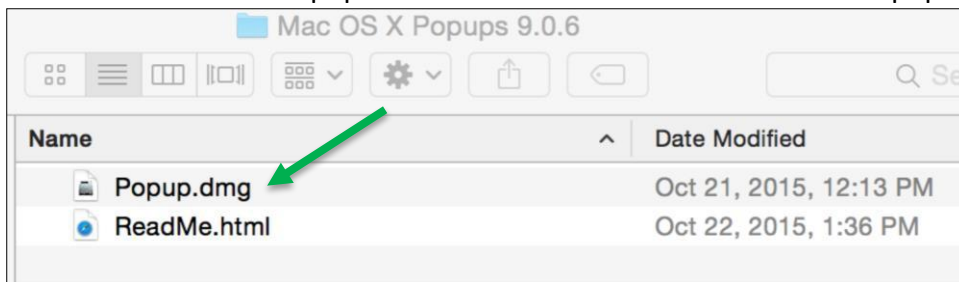 Mac OS X Popups 9.0.6
Se
Name Date Modified
Popup.dmg Oct 21, 2015, 12:13 PM
ReadMe.html Oct 22, 2015, 1:36 PM